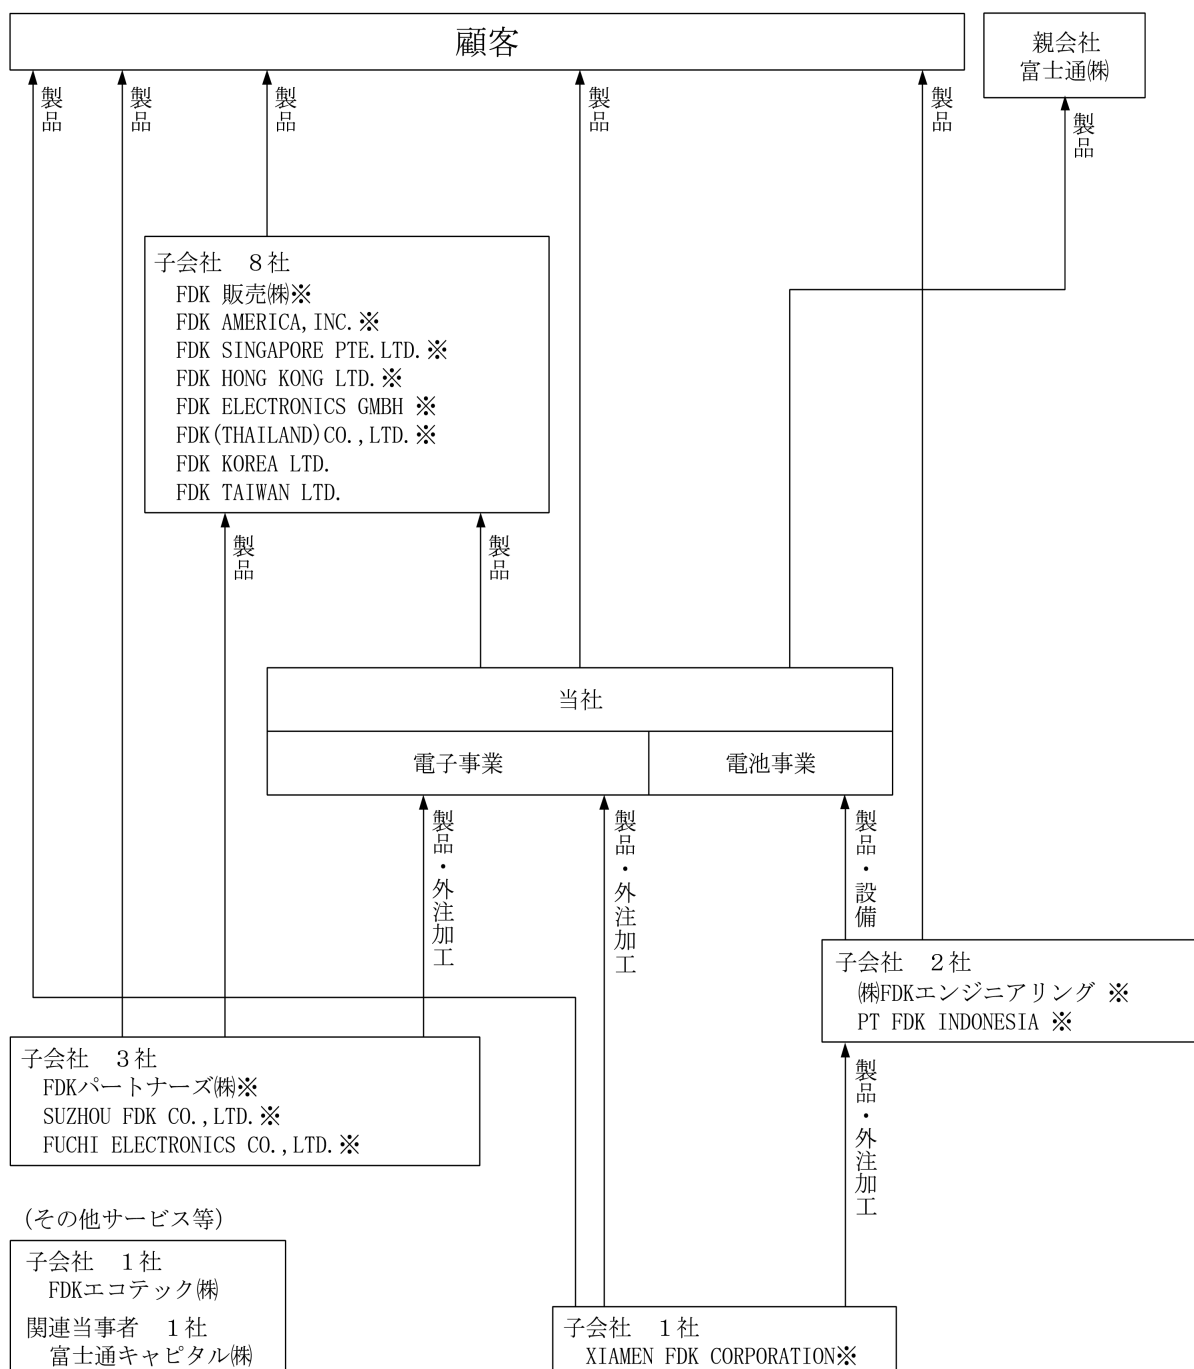 顧客
親会社
富士通㈱
製品
製品
製品
製品
製品
製品
子会社　８社
FDK 販売㈱※
FDK AMERICA,INC.※
FDK SINGAPORE PTE.LTD.※
FDK HONG KONG LTD.※
FDK ELECTRONICS GMBH ※
FDK(THAILAND)CO.,LTD.※
FDK KOREA LTD.
FDK TAIWAN LTD.
製品
製品
当社
電子事業
電池事業
製品・外注加工
製品・外注加工
製品・設備
子会社　２社
㈱FDKエンジニアリング ※
PT FDK INDONESIA ※
子会社　３社
FDKパートナーズ㈱※
SUZHOU FDK CO.,LTD.※
FUCHI ELECTRONICS CO.,LTD.※
製品・外注加工
(その他サービス等)
子会社　１社
FDKエコテック㈱
関連当事者　１社
富士通キャピタル㈱
子会社　１社
XIAMEN FDK CORPORATION※